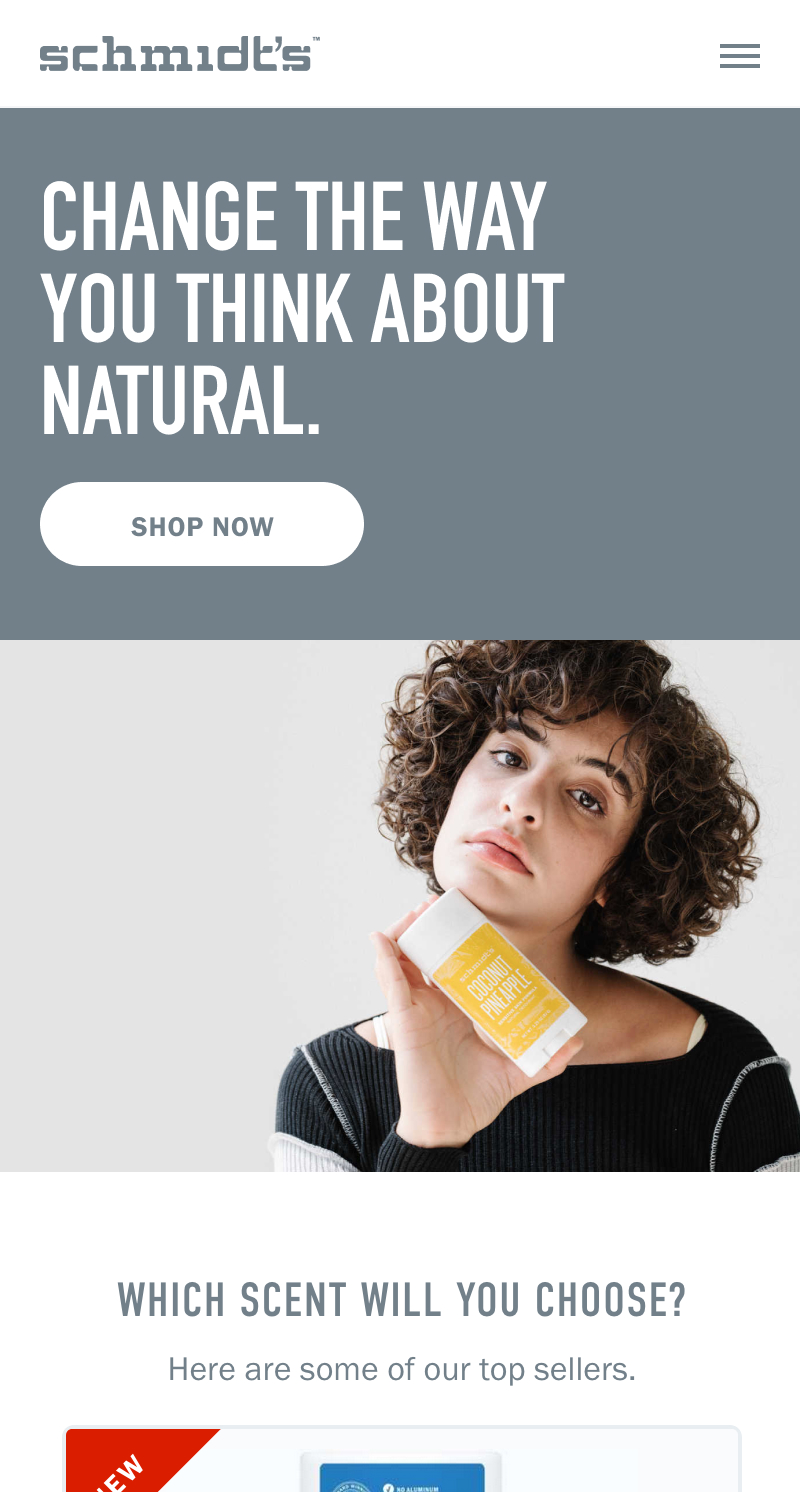 schmidt's™
CHANGE THE WAY
YOU THINK ABOUT
NATURAL.
SHOP NOW
schmidt's
COCONUT
PINEAPPLE
WHICH SCENT WILL YOU CHOOSE?
Here are some of our top sellers.
NO ALUMINUM